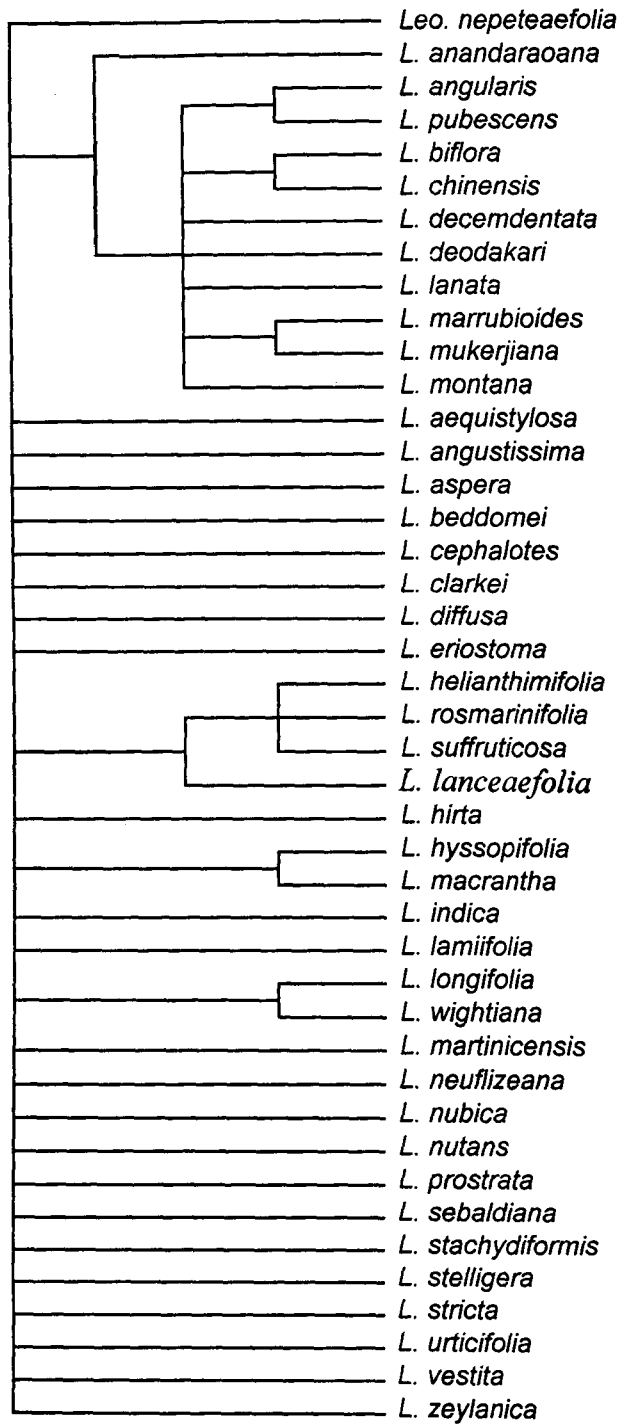 Leo. nepeteaefolia
L. anandaraoana
L. angularis
L. pubescens
L. biflora
L. chinensis
L. decemdentata
L. deodakari
L. lanata
L. marrubioides
L. mukerjiana
L. montana
L. aequistylosa
L. angustissima
L. aspera
L. beddomei
L. cephalotes
L. clarkei
L. diffusa
L. eriostoma
L. helianthimifolia
L. rosmarinifolia
L. suffruticosa
L. lanceaefolia
L. hirta
L. hyssopifolia
L. macrantha
L. indica
L. lamiifolia
L. longifolia
L. wightiana
L. martinicensis
L. neuflizeana
L. nubica
L. nutans
L. prostrata
L. sebaldiana
L. stachydiformis
L. stelligera
L. stricta
L. urticifolia
L. vestita
L. zeylanica